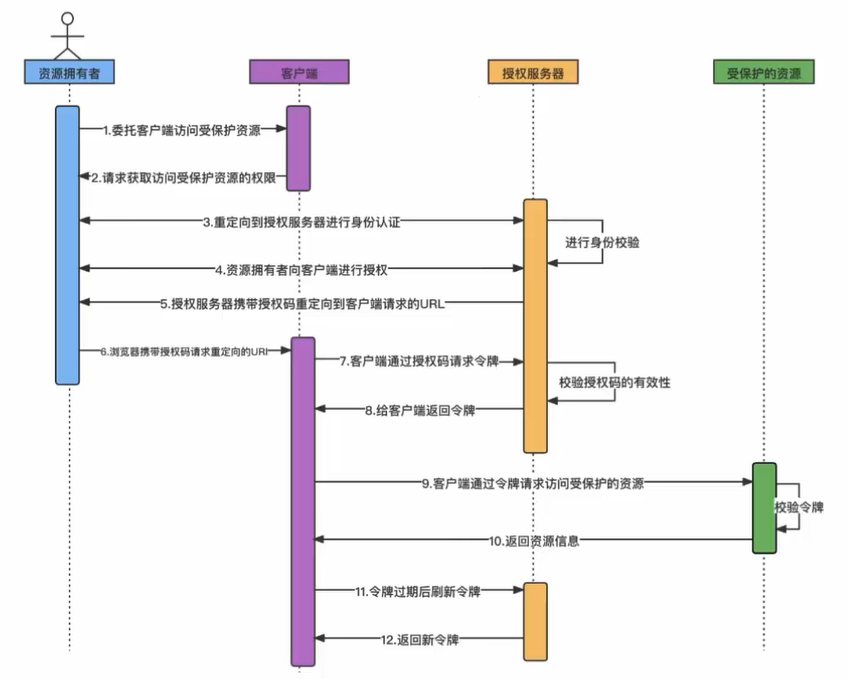 资源拥有者
客户端
授权服务器
受保护的资源
1.委托客户端访问受保护资源
2.请求获取访问受保护资源的权限
3.重定向到授权服务器进行身份认证
进行身份校验
4.资源拥有者向客户端进行授权
5.授权服务器携带授权码重定向到客户端请求的URL
6.浏览器携带授权码请求重定向的URI
7.客户端通过授权码请求令牌
校验授权码的有效性
8.给客户端返回令牌
9.客户端通过令牌请求访问受保护的资源
校验令牌
10.返回资源信息
11.令牌过期后刷新令牌
12.返回新令牌